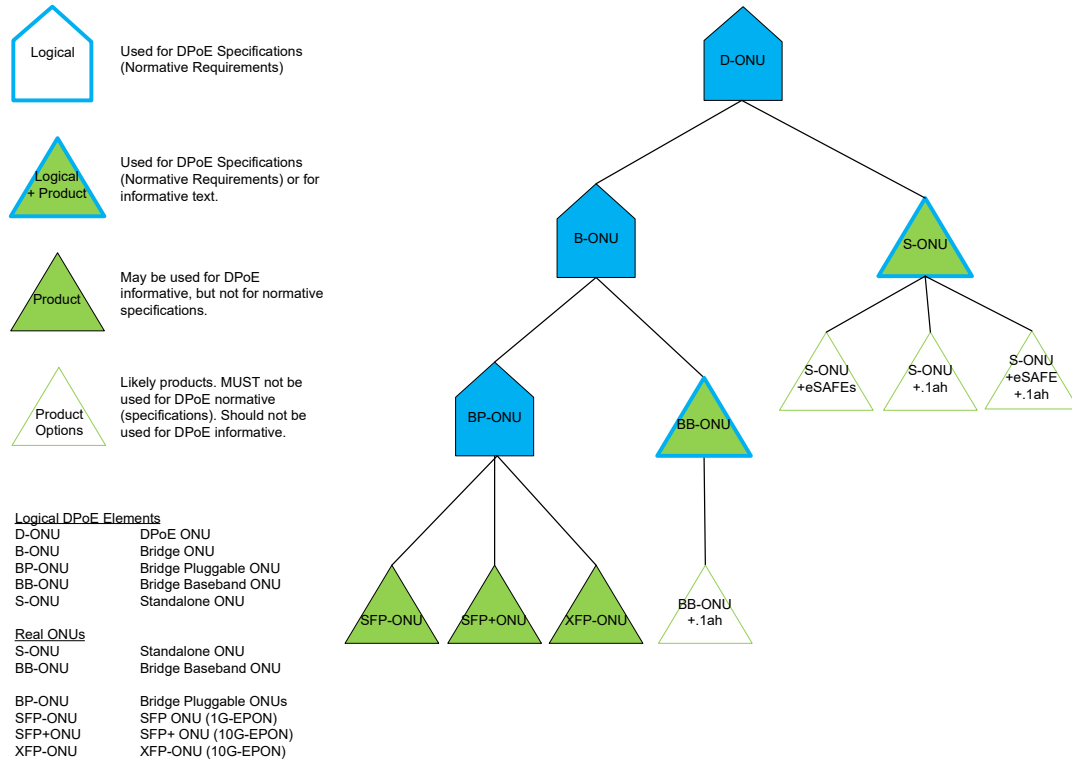 Logical
Used for DPoE Specifications
(Normative Requirements)
Logical
+ Product
Used for DPoE Specifications
(Normative Requirements) or for
informative text.
Product
May be used for DPoE
informative, but not for normative
specifications.
Product
Options
Likely products. MUST not be
used for DPoE normative
(specifications). Should not be
used for DPoE informative.
D-ONU
B-ONU
S-ONU
S-ONU
+eSAFEs
S-ONU
+.1ah
S-ONU
+eSAFE
+.1ah
BP-ONU
BB-ONU
SFP-ONU
SFP+ONU
XFP-ONU
BB-ONU
+.1ah
Logical DPoE Elements
D-ONU DPoE ONU
B-ONU Bridge ONU
BP-ONU Bridge Pluggable ONU
BB-ONU Bridge Baseband ONU
S-ONU Standalone ONU
Real ONUs
S-ONU Standalone ONU
BB-ONU Bridge Baseband ONU
BP-ONU Bridge Pluggable ONUs
SFP-ONU SFP ONU (1G-EPON)
SFP+ONU SFP+ ONU (10G-EPON)
XFP-ONU XFP-ONU (10G-EPON)